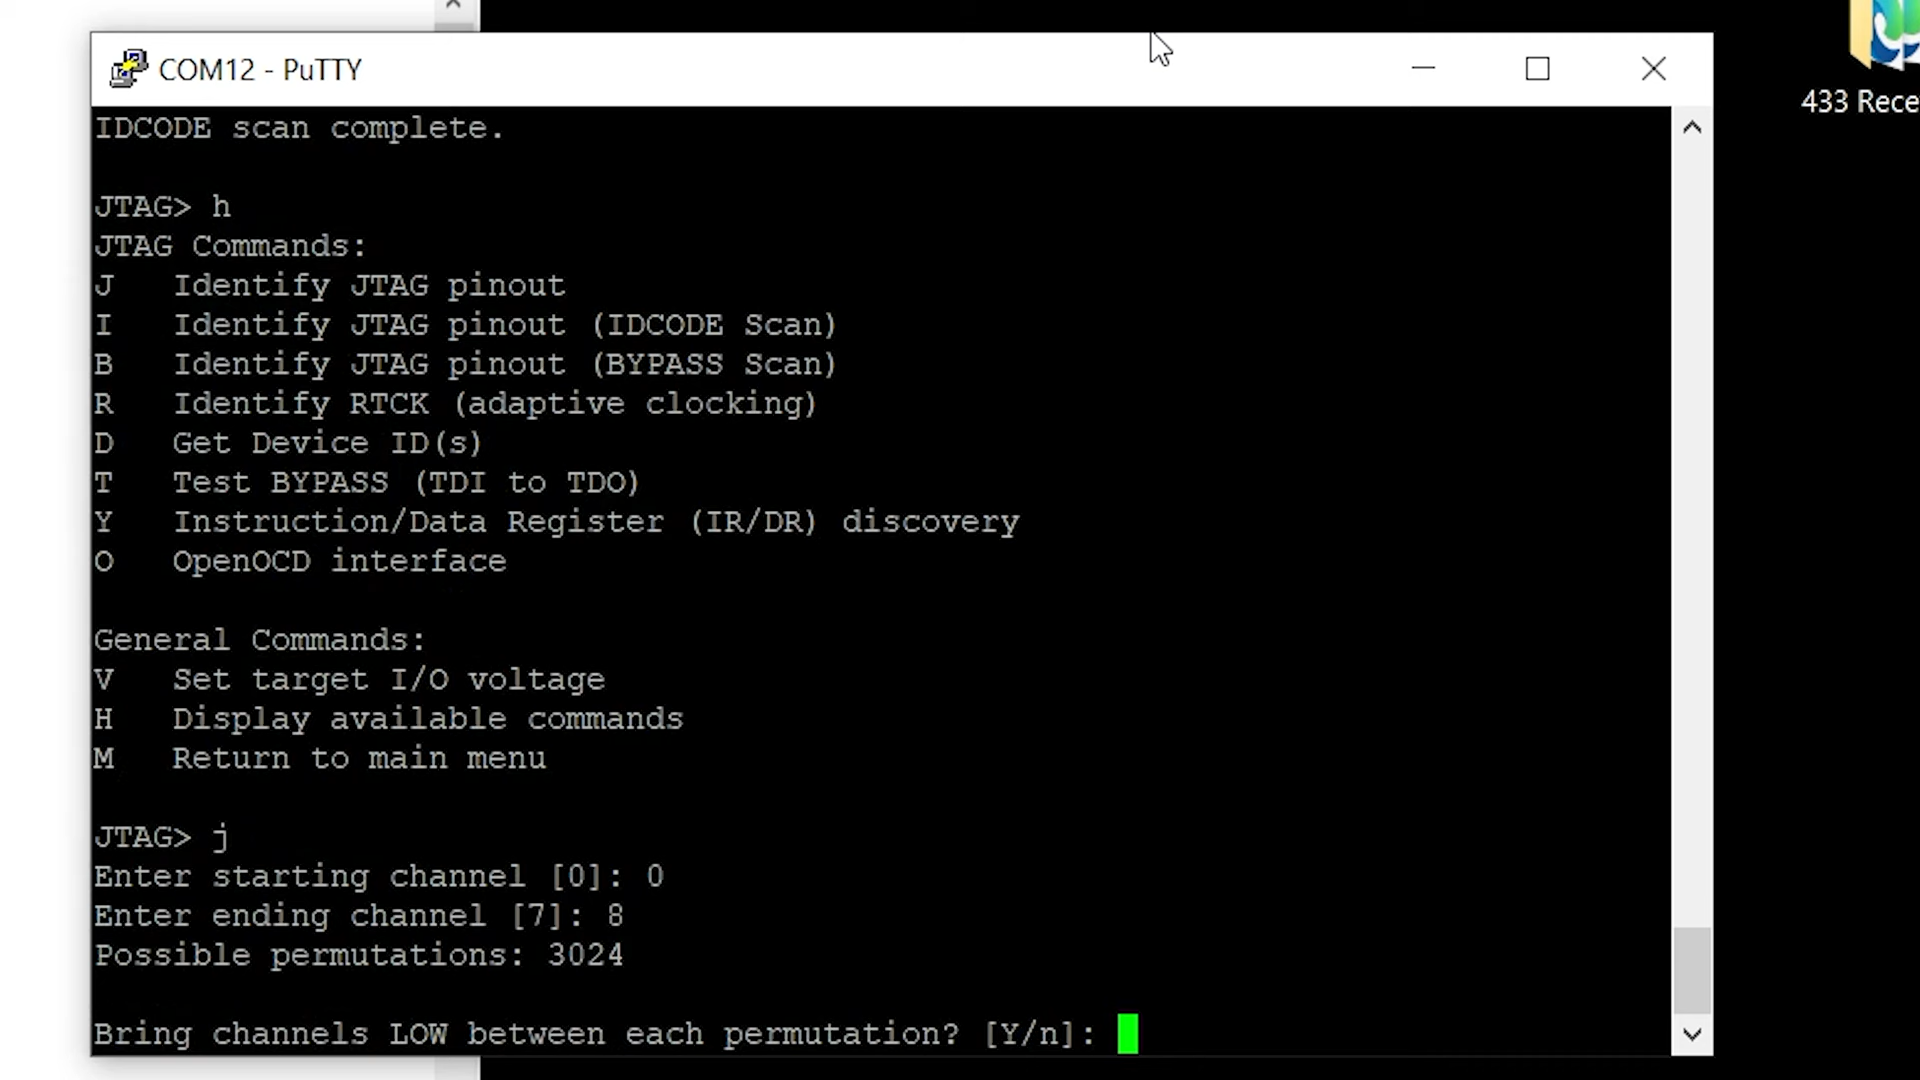 COM12 - PuTTY
433 Rece
IDCODE scan complete.
JTAG> h
JTAG Commands:
J   Identify JTAG pinout
I   Identify JTAG pinout (IDCODE Scan)
B   Identify JTAG pinout (BYPASS Scan)
R   Identify RTCK (adaptive clocking)
D   Get Device ID(s)
T   Test BYPASS (TDI to TDO)
Y   Instruction/Data Register (IR/DR) discovery
O   OpenOCD interface
General Commands:
V   Set target I/O voltage
H   Display available commands
M   Return to main menu
JTAG> j
Enter starting channel [0]: 0
Enter ending channel [7]: 8
Possible permutations: 3024
Bring channels LOW between each permutation? [Y/n]: